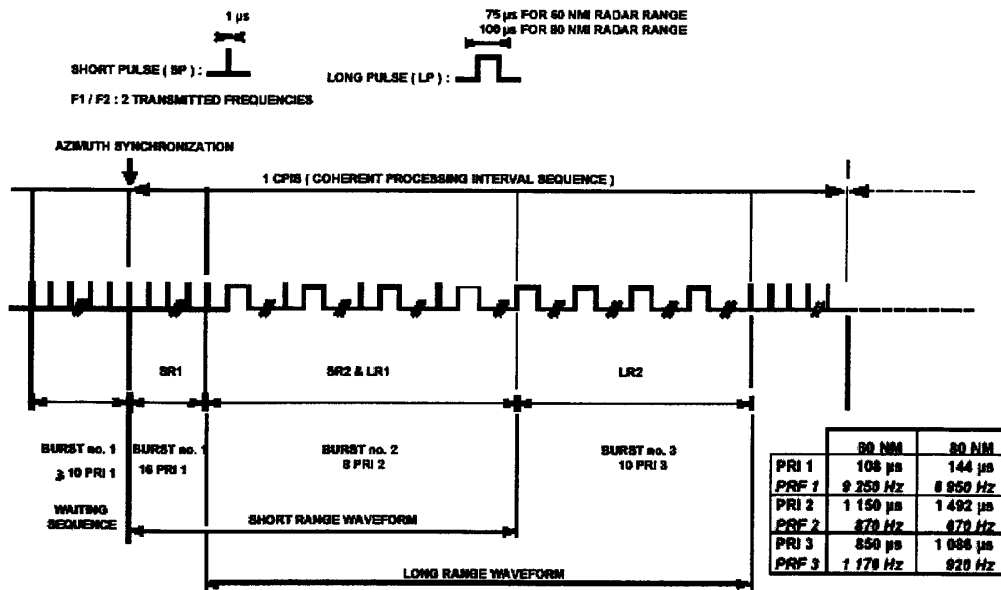 1 µs
75 µs FOR 60 NMI RADAR RANGE
100 µs FOR 80 NMI RADAR RANGE
SHORT PULSE ( SP ) :
LONG PULSE ( LP ) :
F1 / F2 : 2 TRANSMITTED FREQUENCIES
AZIMUTH SYNCHRONIZATION
1 CPIS ( COHERENT PROCESSING INTERVAL SEQUENCE )
SR1
SR2 & LR1
LR2
BURST no. 1
≥ 10 PRI 1
BURST no. 1
16 PRI 1
BURST no. 2
8 PRI 2
BURST no. 3
10 PRI 3
WAITING
SEQUENCE
SHORT RANGE WAVEFORM
LONG RANGE WAVEFORM
60 NM 80 NM
PRI 1 108 µs 144 µs
PRF 1 9 250 Hz 6 950 Hz
PRI 2 1 150 µs 1 492 µs
PRF 2 870 Hz 670 Hz
PRI 3 850 µs 1 086 µs
PRF 3 1 176 Hz 920 Hz